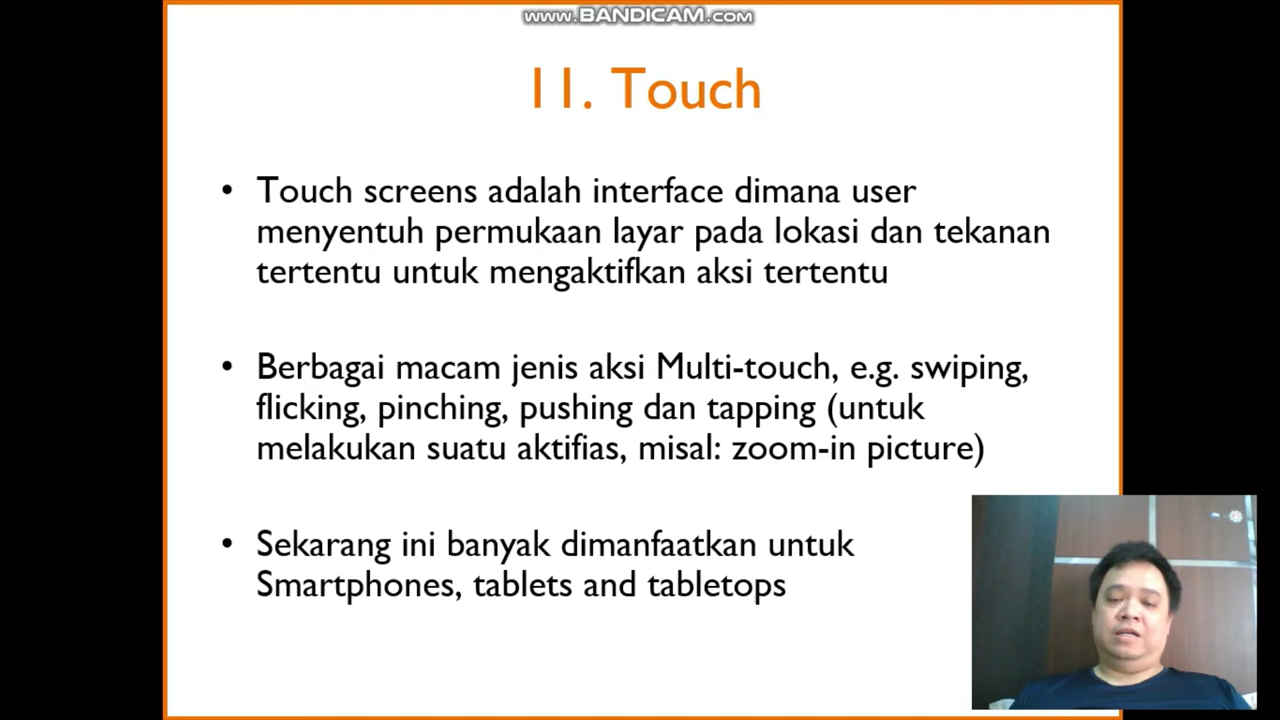 www.BANDICAM.com
11. Touch
• Touch screens adalah interface dimana user
menyentuh permukaan layar pada lokasi dan tekanan
tertentu untuk mengaktifkan aksi tertentu
• Berbagai macam jenis aksi Multi-touch, e.g. swiping,
flicking, pinching, pushing dan tapping (untuk
melakukan suatu aktifias, misal: zoom-in picture)
• Sekarang ini banyak dimanfaatkan untuk
Smartphones, tablets and tabletops